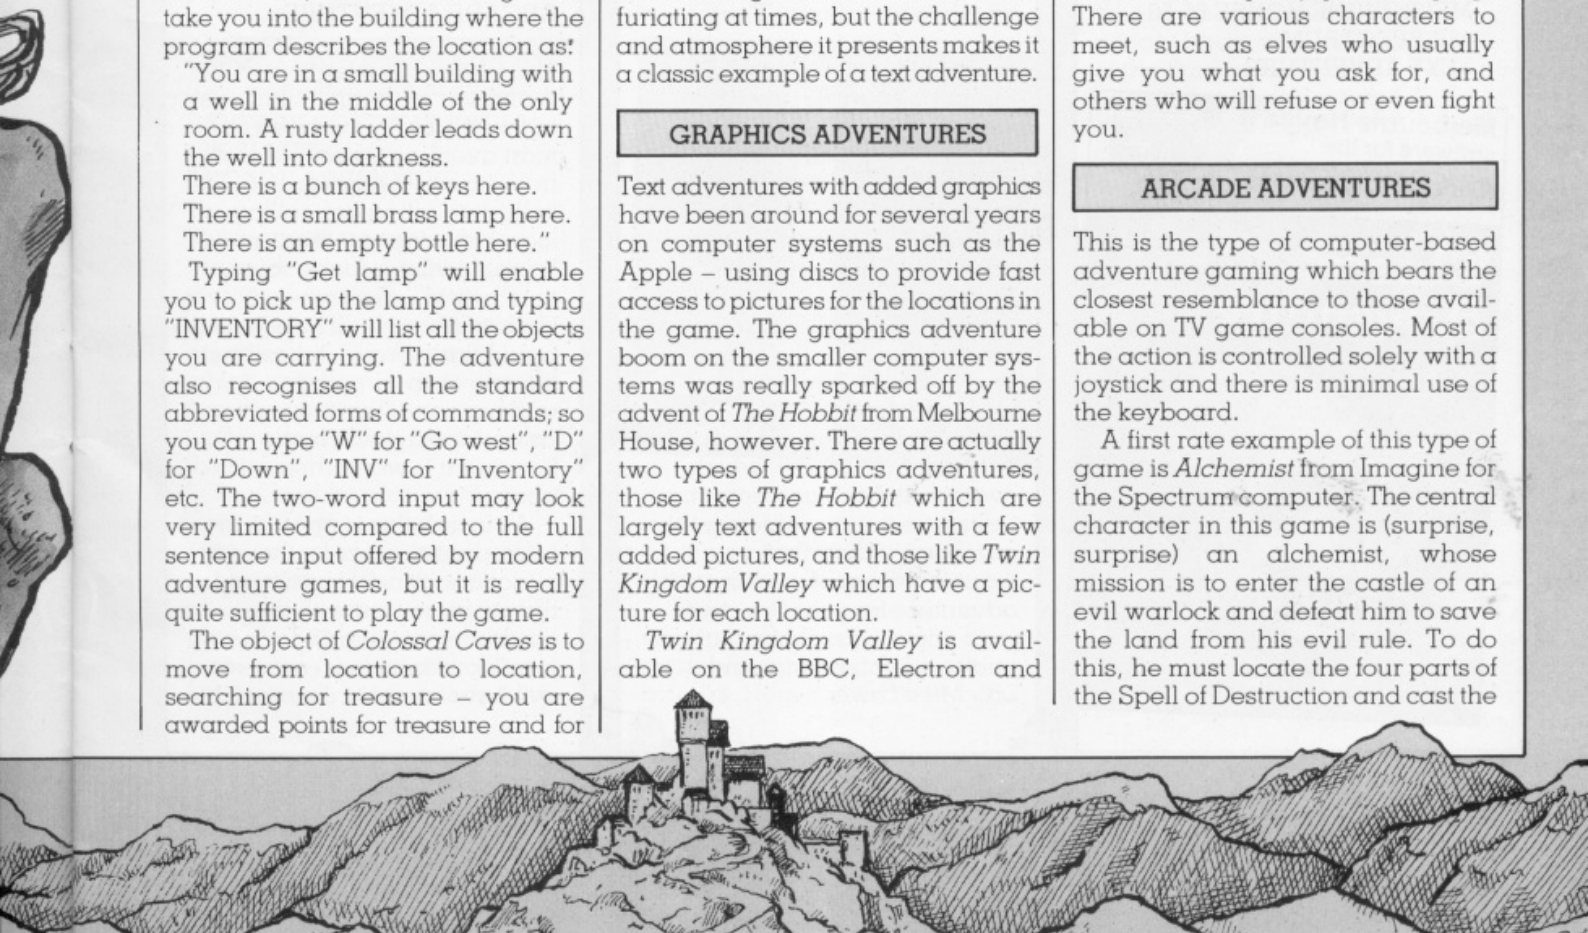 take you into the building where the
program describes the location as:
"You are in a small building with
a well in the middle of the only
room. A rusty ladder leads down
the well into darkness.
There is a bunch of keys here.
There is a small brass lamp here.
There is an empty bottle here."
Typing "Get lamp" will enable
you to pick up the lamp and typing
"INVENTORY" will list all the objects
you are carrying. The adventure
also recognises all the standard
abbreviated forms of commands; so
you can type "W" for "Go west", "D"
for "Down", "INV" for "Inventory"
etc. The two-word input may look
very limited compared to the full
sentence input offered by modern
adventure games, but it is really
quite sufficient to play the game.
The object of Colossal Caves is to
move from location to location,
searching for treasure – you are
awarded points for treasure and for
furiating at times, but the challenge
and atmosphere it presents makes it
a classic example of a text adventure.
GRAPHICS ADVENTURES
Text adventures with added graphics
have been around for several years
on computer systems such as the
Apple – using discs to provide fast
access to pictures for the locations in
the game. The graphics adventure
boom on the smaller computer sys-
tems was really sparked off by the
advent of The Hobbit from Melbourne
House, however. There are actually
two types of graphics adventures,
those like The Hobbit which are
largely text adventures with a few
added pictures, and those like Twin
Kingdom Valley which have a pic-
ture for each location.
Twin Kingdom Valley is avail-
able on the BBC, Electron and
There are various characters to
meet, such as elves who usually
give you what you ask for, and
others who will refuse or even fight
you.
ARCADE ADVENTURES
This is the type of computer-based
adventure gaming which bears the
closest resemblance to those avail-
able on TV game consoles. Most of
the action is controlled solely with a
joystick and there is minimal use of
the keyboard.
A first rate example of this type of
game is Alchemist from Imagine for
the Spectrum computer. The central
character in this game is (surprise,
surprise) an alchemist, whose
mission is to enter the castle of an
evil warlock and defeat him to save
the land from his evil rule. To do
this, he must locate the four parts of
the Spell of Destruction and cast the